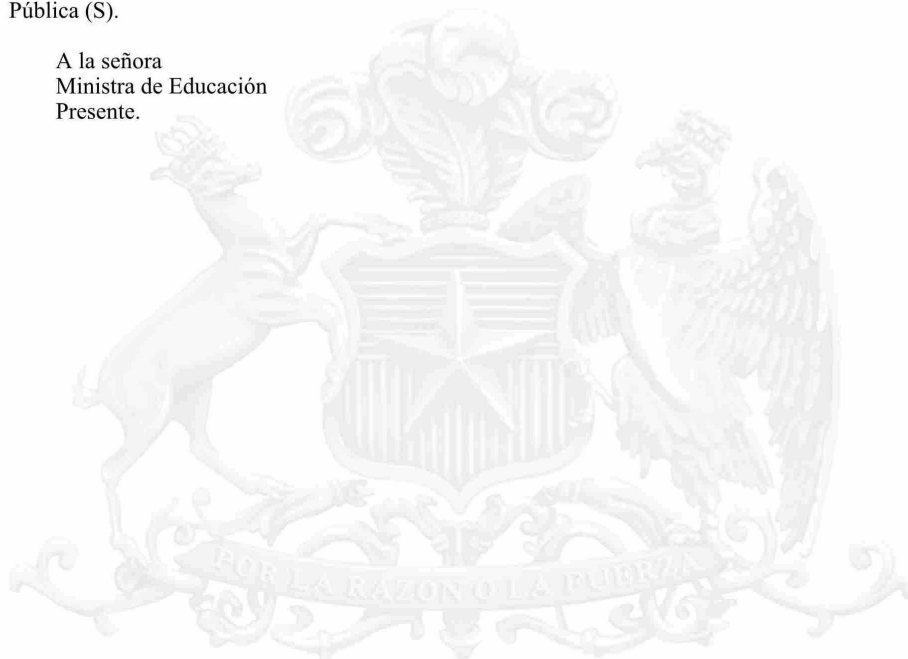 Pública (S).
A la señora
Ministra de Educación
Presente.
POR LA RAZON O LA FUERZA